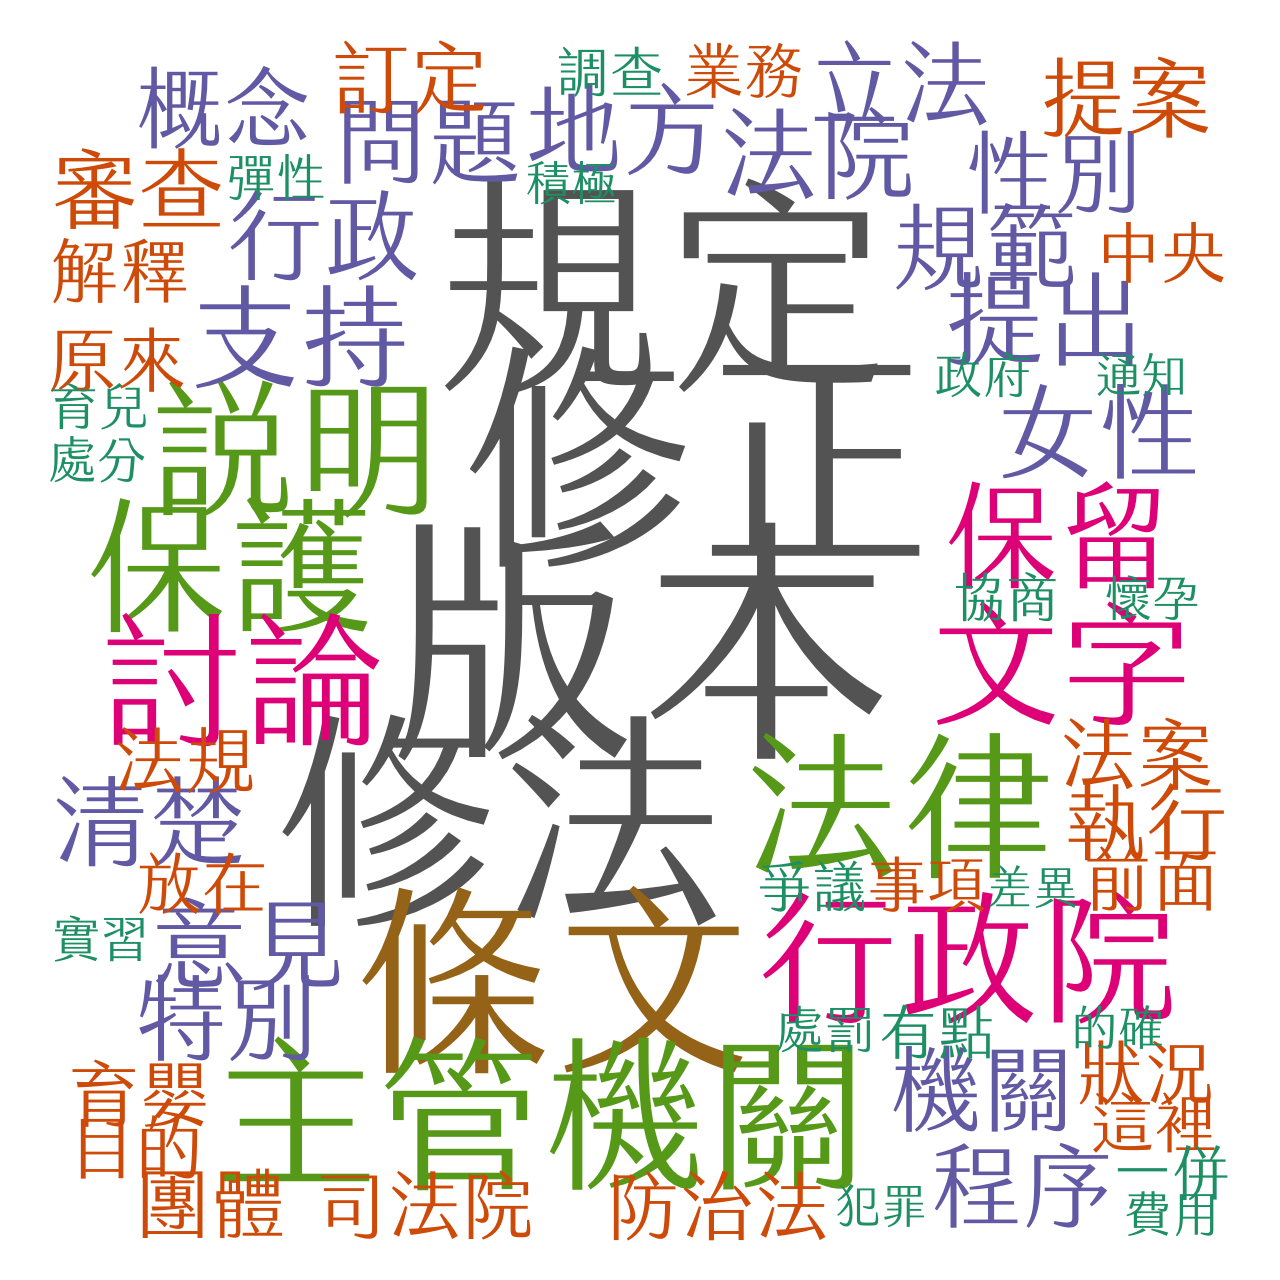 訂定
調查
業務
立法
提案
概念
問題
地方
法院
性別
審查
彈性
積極
行政
規定
規範
中央
解釋
支持
提出
原來
修正
政府
通知
育兒
說明
女性
處分
保護
版本
保留
協商
懷孕
討論
文字
法規
修法
法律
法案
清楚
執行
放在
爭議
事項
差異
前面
實習
意見
條文
行政院
特別
處罰
有點
的確
育嬰
主管機關
機關
狀況
目的
這裡
團體
司法院
防治法
犯罪
程序
一併
費用